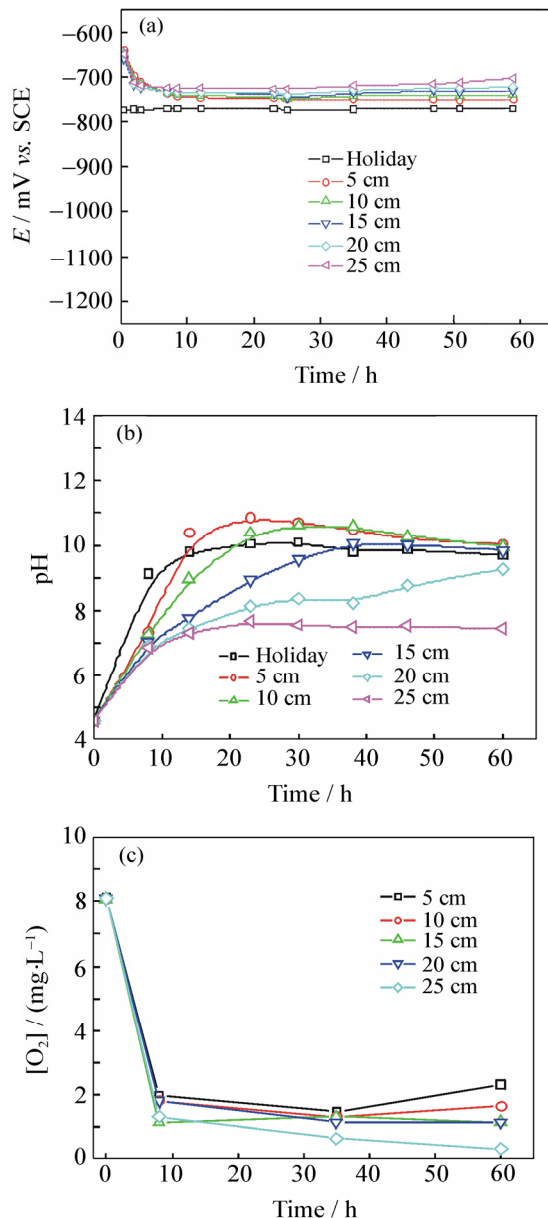 (a)
−600
−700
−800
−900
−1000
−1100
−1200
E / mV vs. SCE
Holiday
5 cm
10 cm
15 cm
20 cm
25 cm
0 10 20 30 40 50 60
Time / h
(b)
14
12
10
8
6
4
pH
Holiday
5 cm
10 cm
15 cm
20 cm
25 cm
0 10 20 30 40 50 60
Time / h
(c)
10
8
6
4
2
0
[O₂] / (mg·L⁻¹)
5 cm
10 cm
15 cm
20 cm
25 cm
0 10 20 30 40 50 60
Time / h